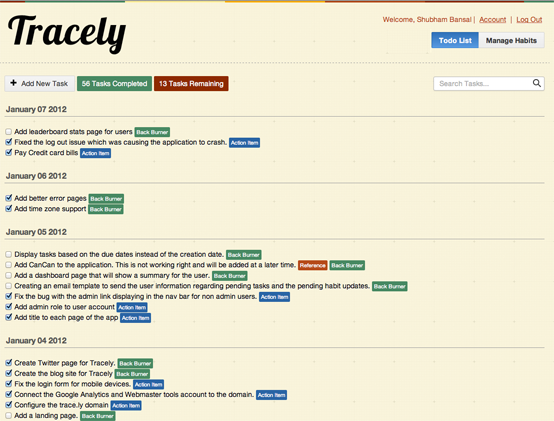 Tracely
Welcome, Shubham Bansal | Account | Log Out
Todo List Manage Habits
+ Add New Task 56 Tasks Completed 13 Tasks Remaining Search Tasks...
January 07 2012
Add leaderboard stats page for users Back Burner
Fixed the log out issue which was causing the application to crash. Action Item
Pay Credit card bills Action Item
January 06 2012
Add better error pages Back Burner
Add time zone support Back Burner
January 05 2012
Display tasks based on the due dates instead of the creation date. Back Burner
Add CanCan to the application. This is not working right and will be added at a later time. Reference Back Burner
Add a dashboard page that will show a summary for the user. Back Burner
Creating an email template to send the user information regarding pending tasks and the pending habit updates. Back Burner
Fix the bug with the admin link displaying in the nav bar for non admin users. Action Item
Add admin role to user account Action Item
Add title to each page of the app Action Item
January 04 2012
Create Twitter page for Tracely. Back Burner
Create the blog site for Tracely Back Burner
Fix the login form for mobile devices. Action Item
Connect the Google Analytics and Webmaster tools account to the domain. Action Item
Configure the trace.ly domain Action Item
Add a landing page. Back Burner